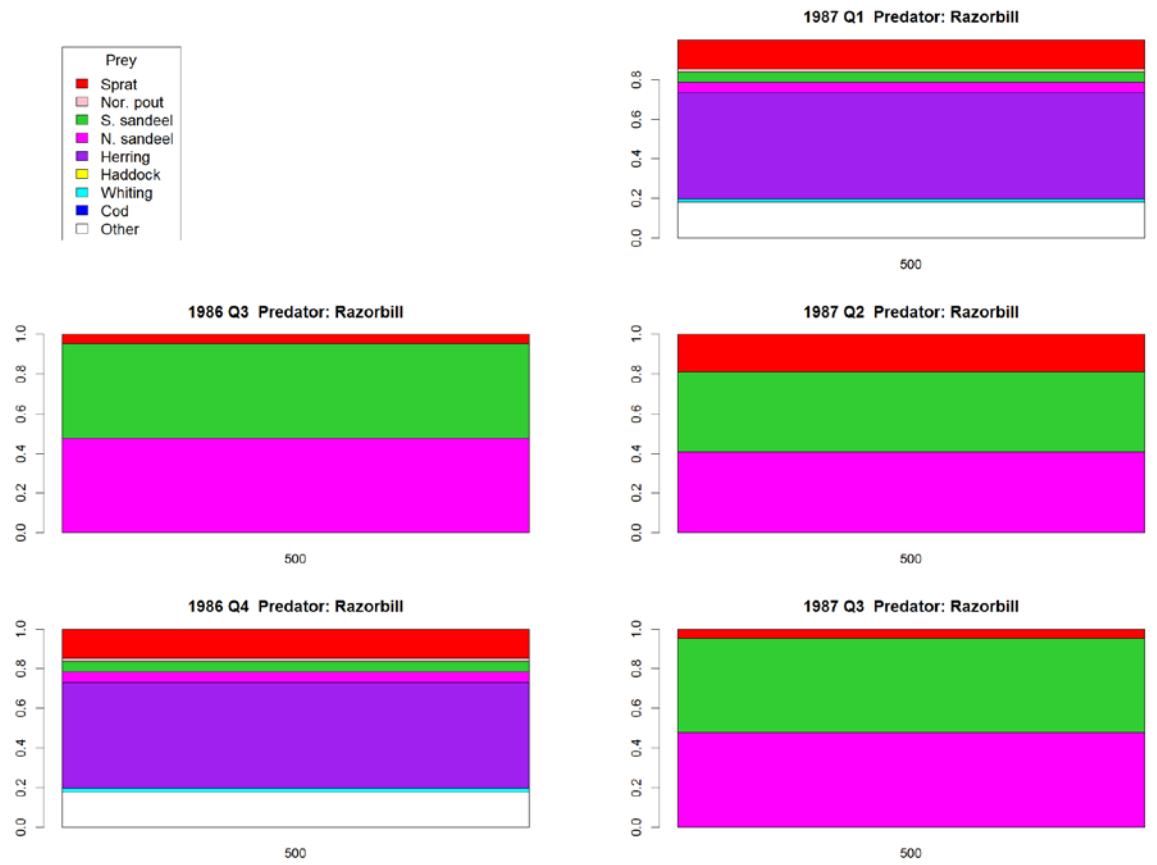 Prey
Sprat
Nor. pout
S. sandeel
N. sandeel
Herring
Haddock
Whiting
Cod
Other
1987 Q1 Predator: Razorbill
0.8
0.6
0.4
0.2
0.0
500
1986 Q3 Predator: Razorbill
1.0
0.8
0.6
0.4
0.2
0.0
500
1987 Q2 Predator: Razorbill
1.0
0.8
0.6
0.4
0.2
0.0
500
1986 Q4 Predator: Razorbill
1.0
0.8
0.6
0.4
0.2
0.0
500
1987 Q3 Predator: Razorbill
1.0
0.8
0.6
0.4
0.2
0.0
500